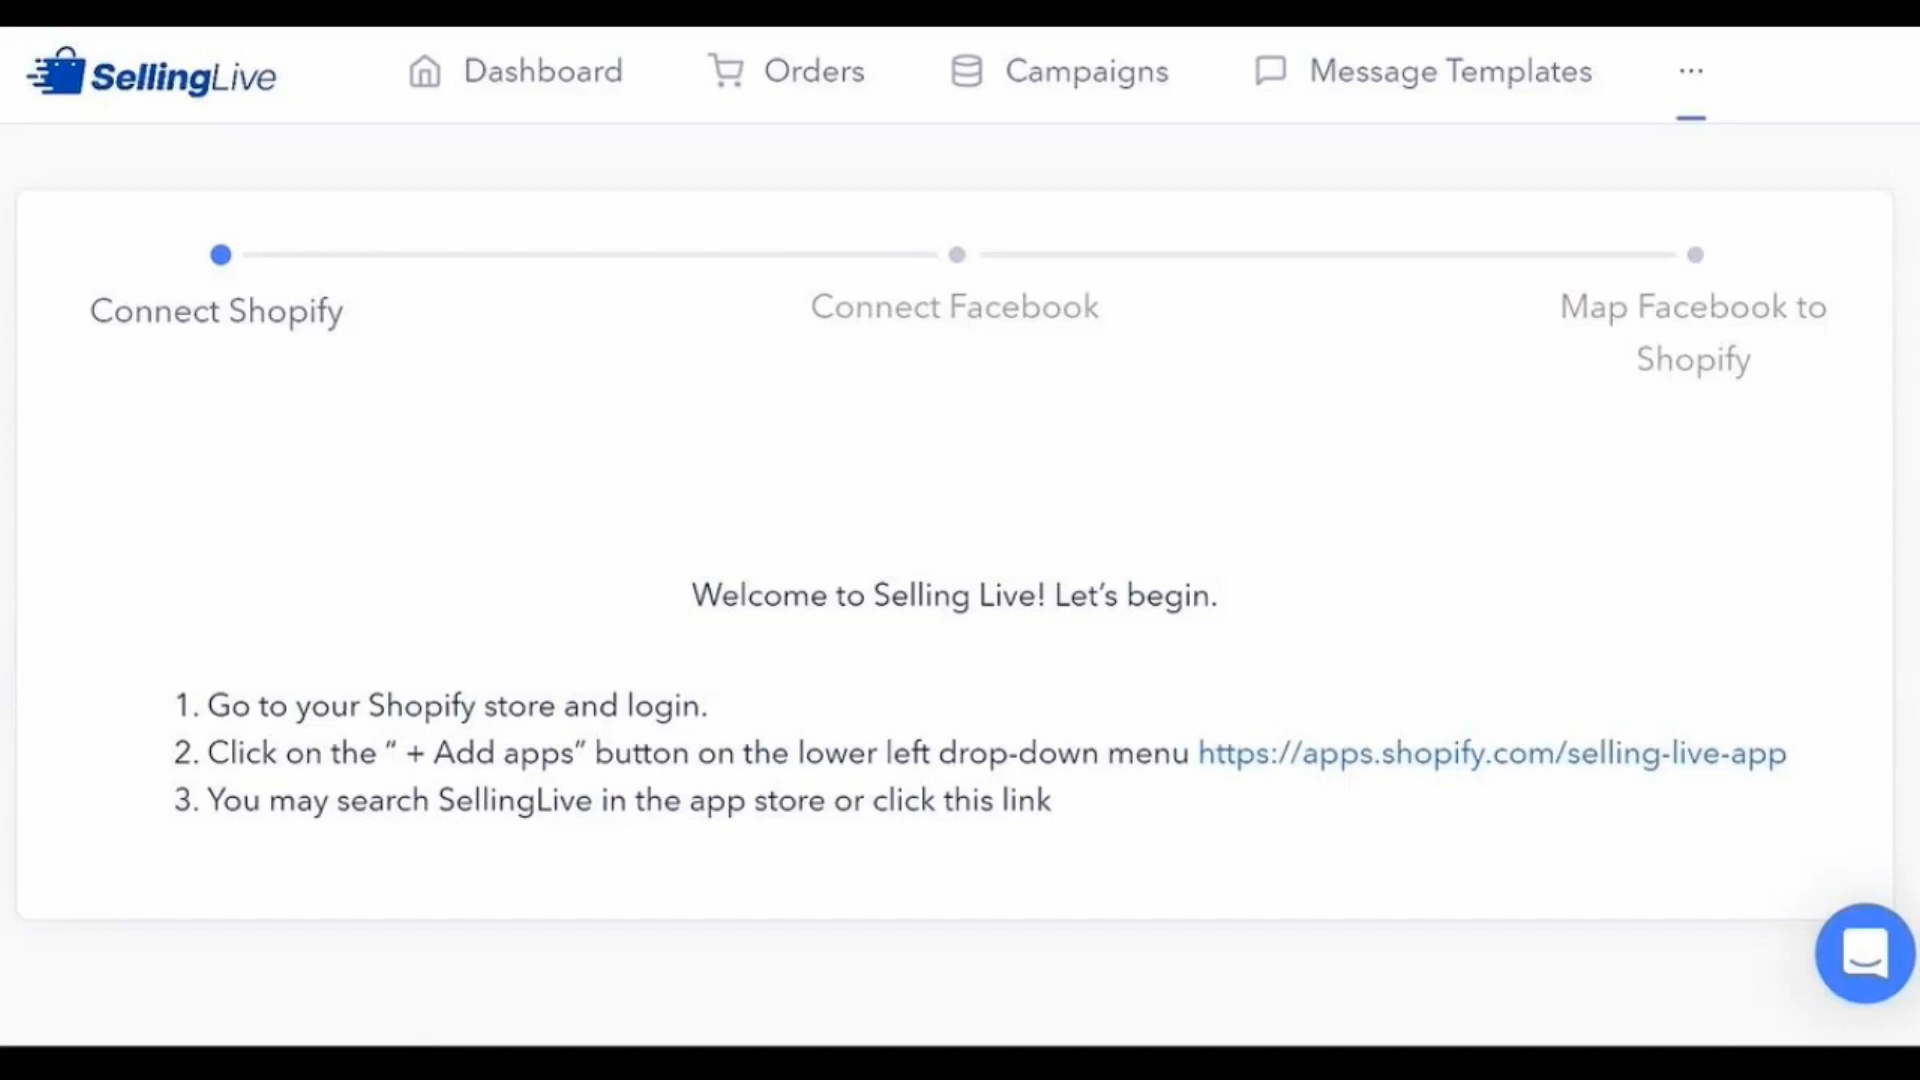 SellingLive
Dashboard
Orders
Campaigns
Message Templates
...
Connect Shopify
Connect Facebook
Map Facebook to
Shopify
Welcome to Selling Live! Let’s begin.
1. Go to your Shopify store and login.
2. Click on the “ + Add apps” button on the lower left drop-down menu https://apps.shopify.com/selling-live-app
3. You may search SellingLive in the app store or click this link